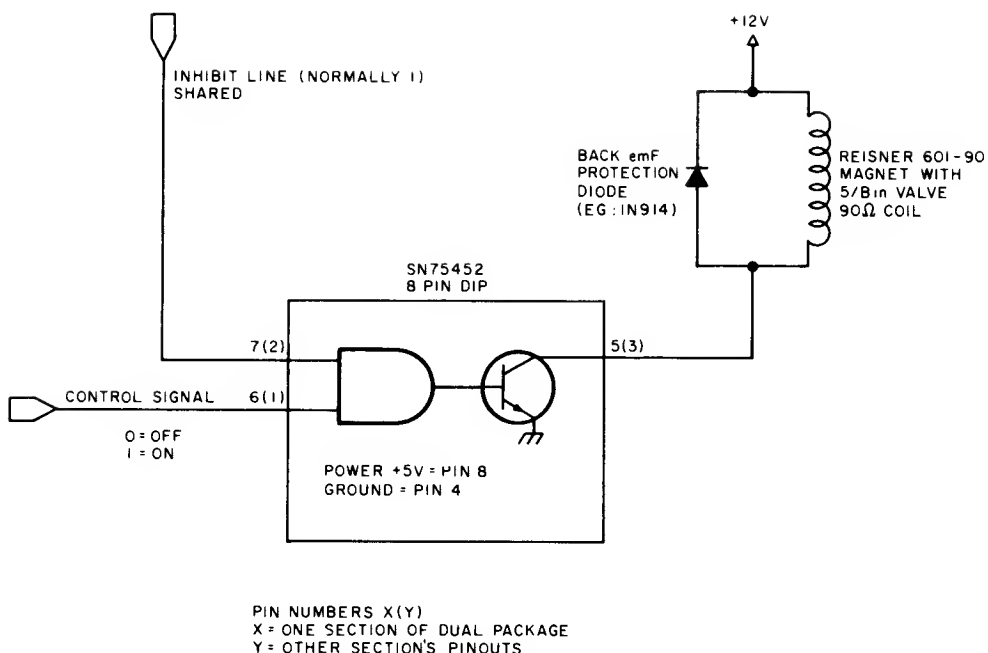 +12V
INHIBIT LINE (NORMALLY 1)
SHARED
BACK emF
PROTECTION
DIODE
(EG: IN914)
REISNER 601-90
MAGNET WITH
5/8in VALVE
90Ω COIL
SN75452
8 PIN DIP
7(2)
5(3)
CONTROL SIGNAL
6(1)
0 = OFF
1 = ON
POWER +5V = PIN 8
GROUND = PIN 4
PIN NUMBERS X(Y)
X = ONE SECTION OF DUAL PACKAGE
Y = OTHER SECTION'S PINOUTS